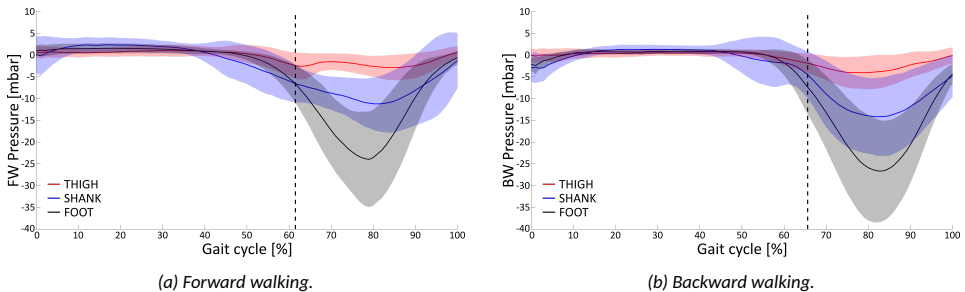 10
5
0
-5
-10
-15
-20
-25
-30
-35
-40
FW Pressure [mbar]
THIGH
SHANK
FOOT
0 10 20 30 40 50 60 70 80 90 100
Gait cycle [%]
(a) Forward walking.
10
5
0
-5
-10
-15
-20
-25
-30
-35
-40
BW Pressure [mbar]
THIGH
SHANK
FOOT
0 10 20 30 40 50 60 70 80 90 100
Gait cycle [%]
(b) Backward walking.